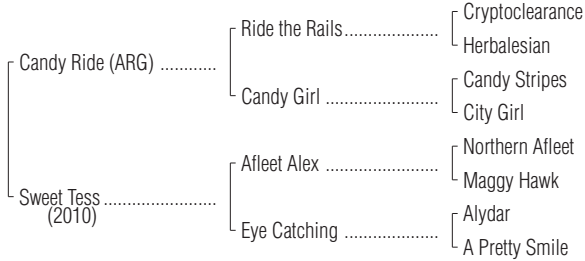 Cryptoclearance
Ride the Rails
Herbalesian
Candy Ride (ARG)
Candy Stripes
Candy Girl
City Girl
Northern Afleet
Afleet Alex
Maggy Hawk
Sweet Tess
(2010)
Alydar
Eye Catching
A Pretty Smile